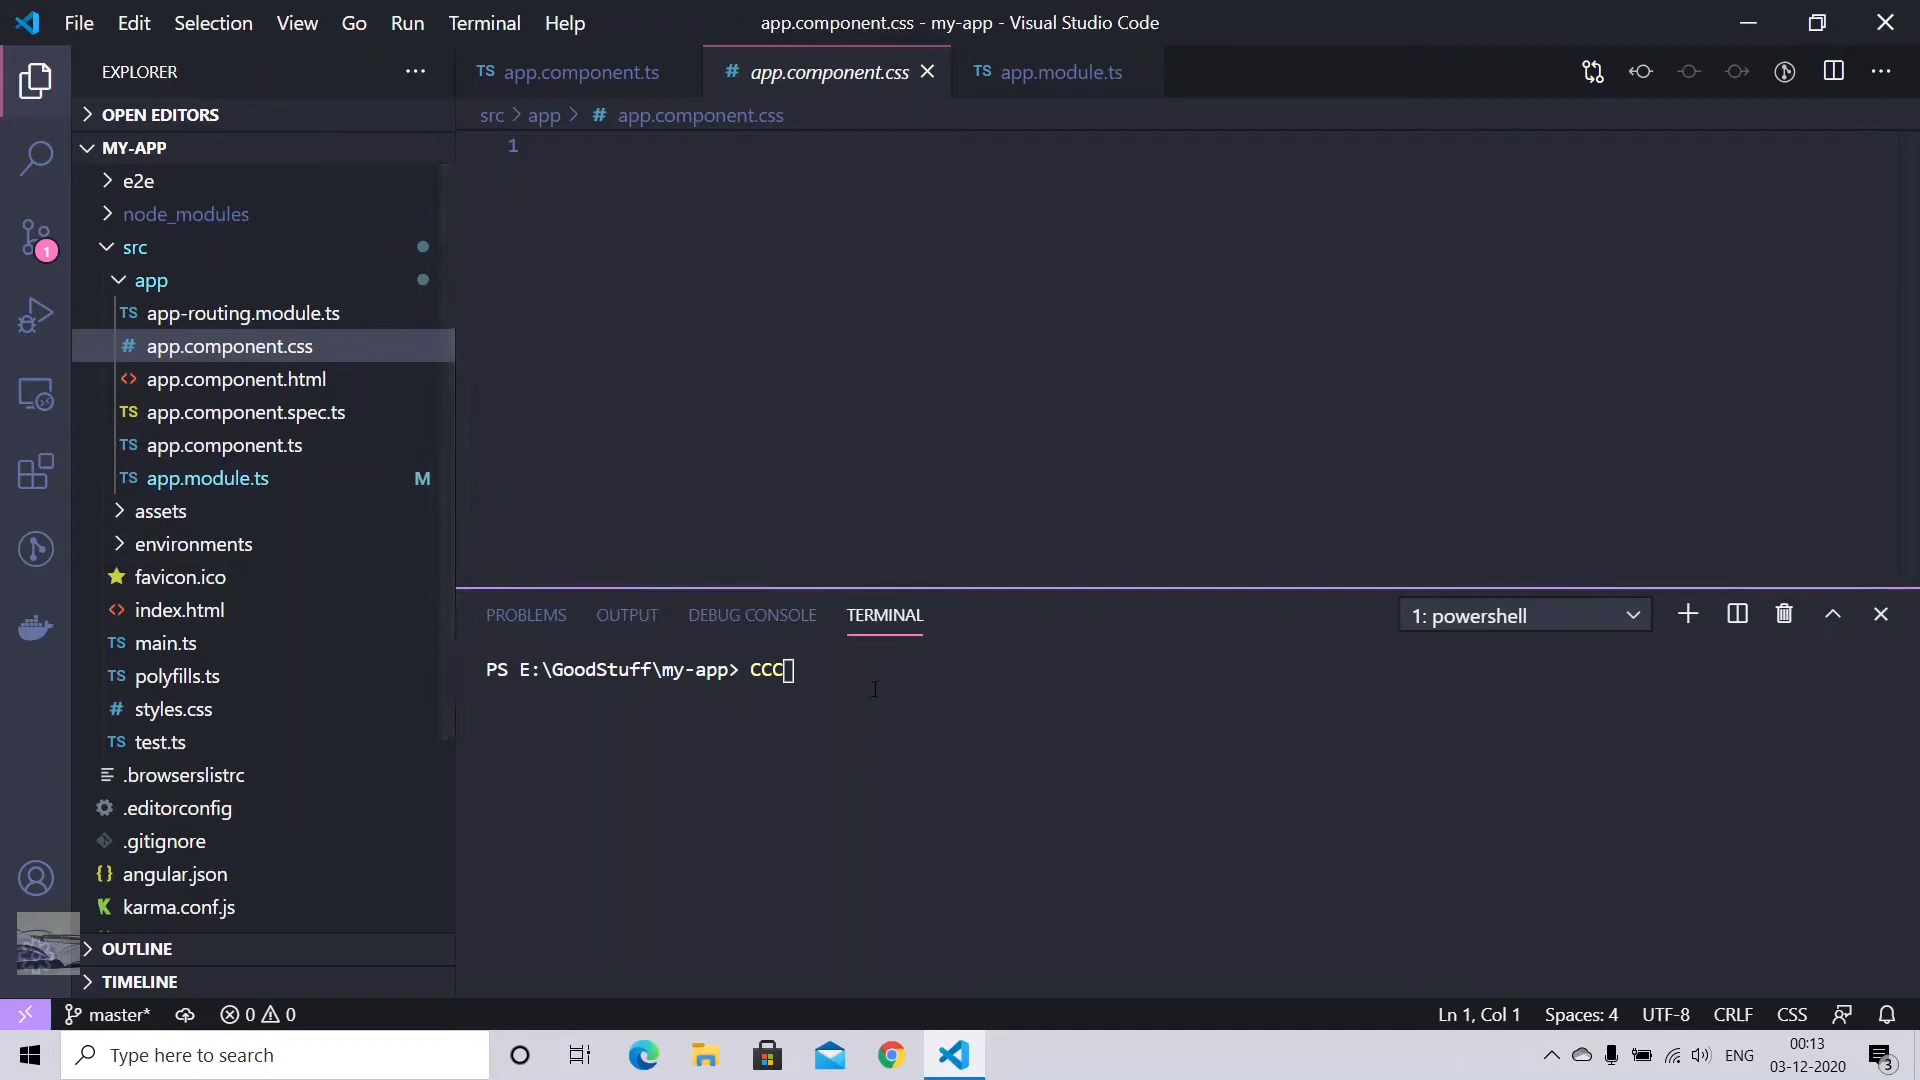 File Edit Selection View Go Run Terminal Help
app.component.css - my-app - Visual Studio Code
EXPLORER
OPEN EDITORS
MY-APP
e2e
node_modules
src
app
TS app-routing.module.ts
# app.component.css
<> app.component.html
TS app.component.spec.ts
TS app.component.ts
TS app.module.ts M
assets
environments
favicon.ico
<> index.html
TS main.ts
TS polyfills.ts
# styles.css
TS test.ts
.browserslistrc
.editorconfig
.gitignore
{} angular.json
K karma.conf.js
OUTLINE
TIMELINE
1
TS app.component.ts # app.component.css TS app.module.ts
src > app > # app.component.css
1
PROBLEMS OUTPUT DEBUG CONSOLE TERMINAL
1: powershell
PS E:\GoodStuff\my-app> CCC
master* 0 0
Ln 1, Col 1 Spaces: 4 UTF-8 CRLF CSS
Type here to search
ENG
00:13
03-12-2020
3